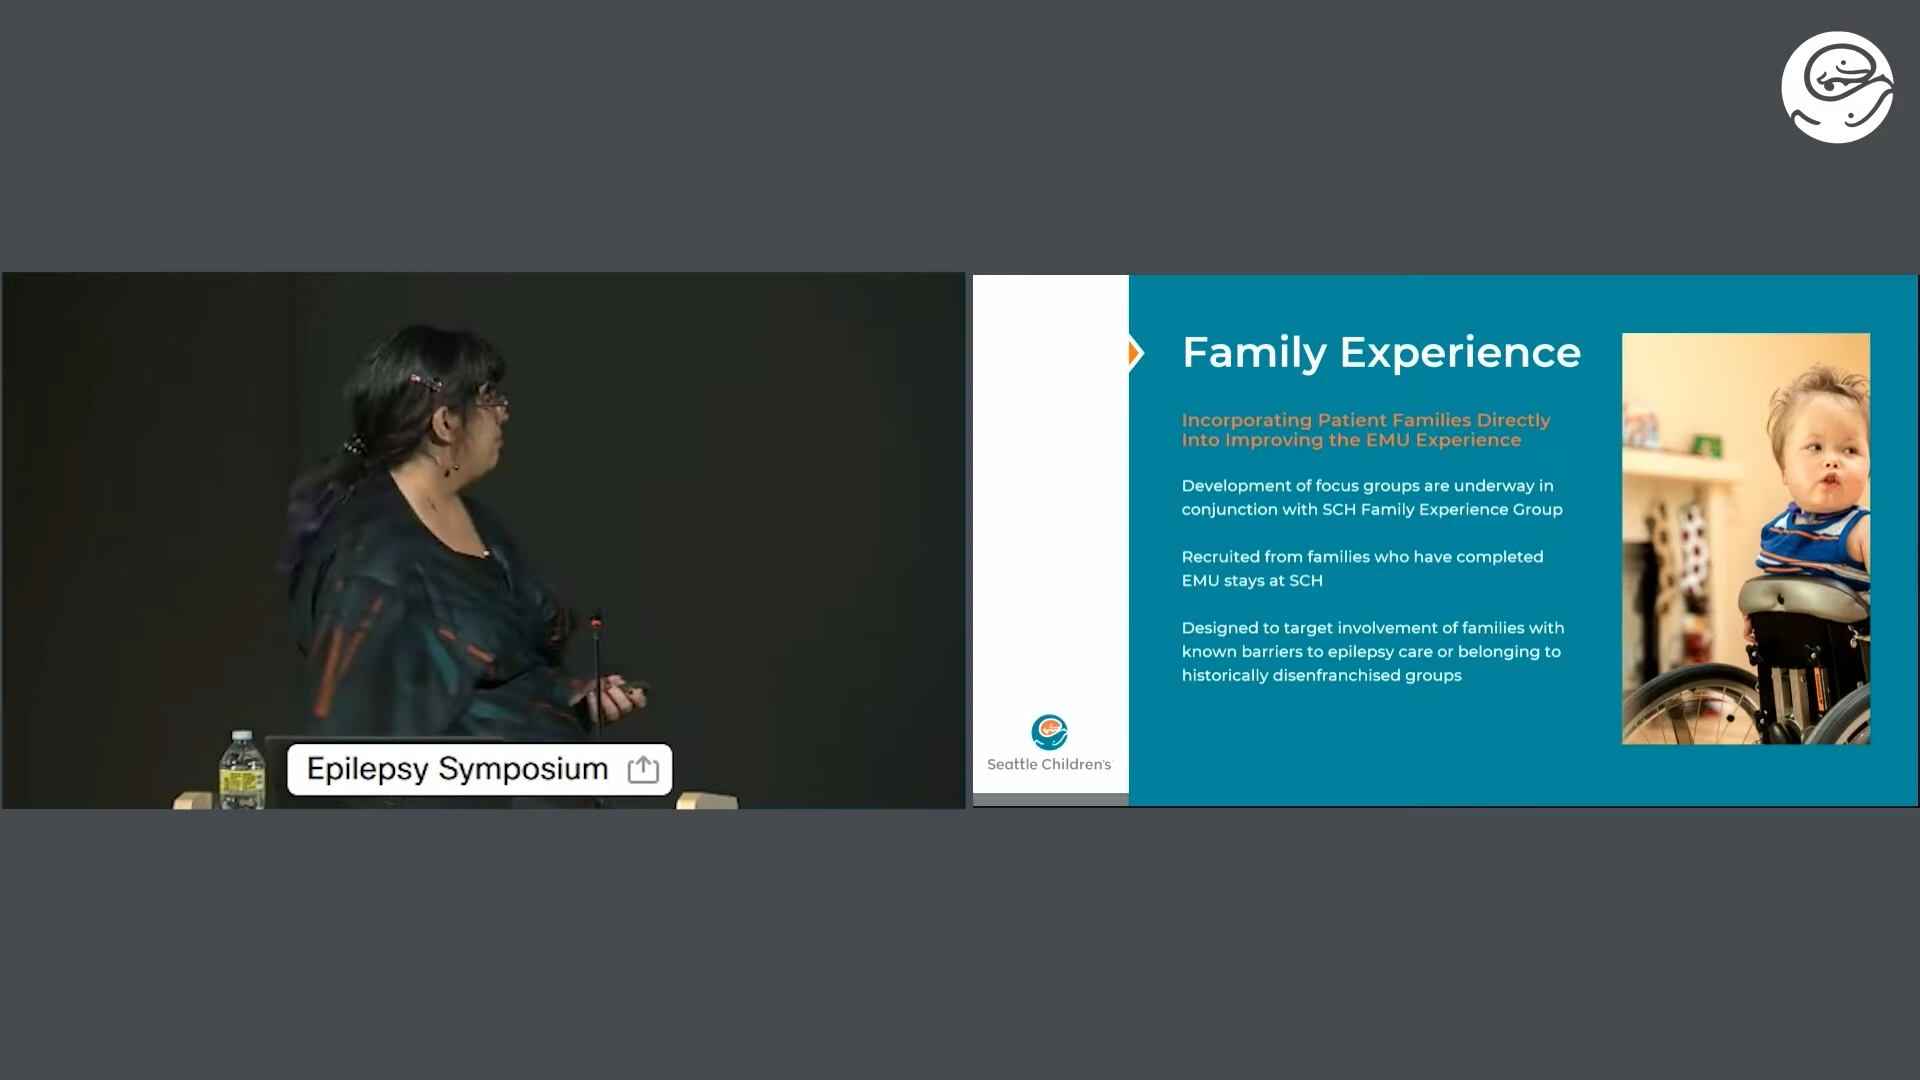 Epilepsy Symposium
Family Experience
Incorporating Patient Families Directly
Into Improving the EMU Experience
Development of focus groups are underway in
conjunction with SCH Family Experience Group
Recruited from families who have completed
EMU stays at SCH
Designed to target involvement of families with
known barriers to epilepsy care or belonging to
historically disenfranchised groups
Seattle Children's